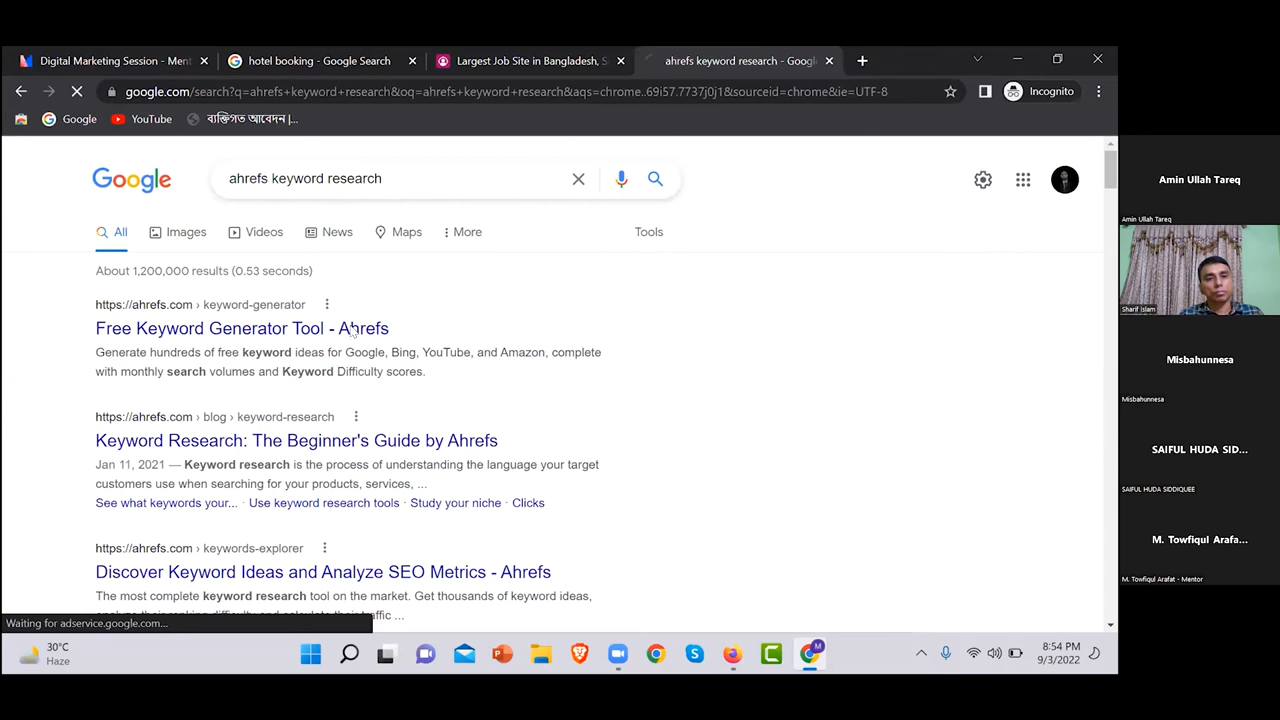 Digital Marketing Session - Ment
hotel booking - Google Search
Largest Job Site in Bangladesh, S
ahrefs keyword research - Googl
google.com/search?q=ahrefs+keyword+research&oq=ahrefs+keyword+research&aqs=chrome..69i57.7737j0j1&sourceid=chrome&ie=UTF-8
Incognito
Google
YouTube
ব্যক্তিগত আবেদন |...
Google
ahrefs keyword research
All
Images
Videos
News
Maps
More
Tools
About 1,200,000 results (0.53 seconds)
https://ahrefs.com › keyword-generator
Free Keyword Generator Tool - Ahrefs
Generate hundreds of free keyword ideas for Google, Bing, YouTube, and Amazon, complete
with monthly search volumes and Keyword Difficulty scores.
https://ahrefs.com › blog › keyword-research
Keyword Research: The Beginner's Guide by Ahrefs
Jan 11, 2021 — Keyword research is the process of understanding the language your target
customers use when searching for your products, services, ...
See what keywords your... · Use keyword research tools · Study your niche · Clicks
https://ahrefs.com › keywords-explorer
Discover Keyword Ideas and Analyze SEO Metrics - Ahrefs
The most complete keyword research tool on the market. Get thousands of keyword ideas,
analyze their ranking difficulty and calculate their traffic ...
Waiting for adservice.google.com...
30°C
Haze
M
8:54 PM
9/3/2022
Amin Ullah Tareq
Amin Ullah Tareq
Sharif Islam
Misbahunnesa
Misbahunnesa
SAIFUL HUDA SID...
SAIFUL HUDA SIDDIQUEE
M. Towfiqul Arafa...
M. Towfiqul Arafat - Mentor